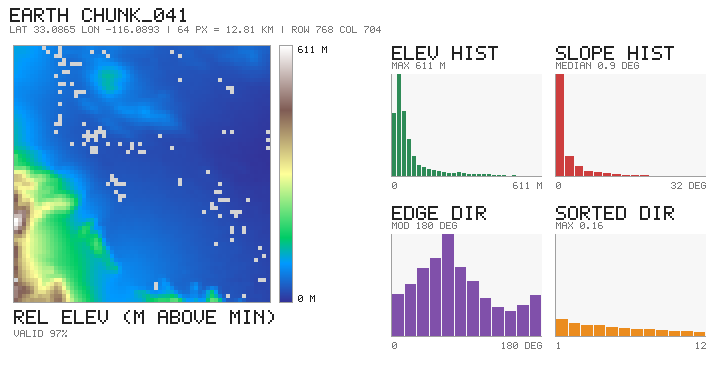 EARTH CHUNK_041
LAT 33.0865 LON -116.0893 | 64 PX = 12.81 KM | ROW 768 COL 704
611 M
0 M
REL ELEV (M ABOVE MIN)
VALID 97%
ELEV HIST
MAX 611 M
0 611 M
SLOPE HIST
MEDIAN 0.9 DEG
0 32 DEG
EDGE DIR
MOD 180 DEG
0 180 DEG
SORTED DIR
MAX 0.16
1 12